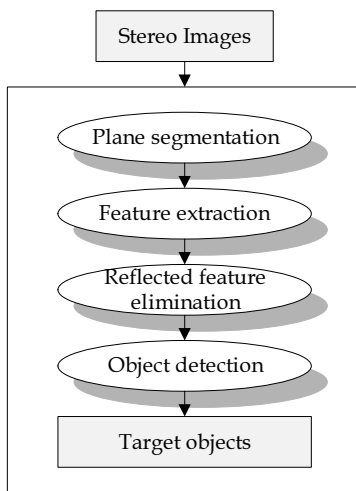 Stereo Images
Plane segmentation
Feature extraction
Reflected feature
elimination
Object detection
Target objects